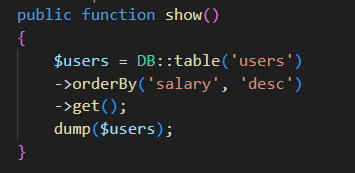 public function show()
{
    $users = DB::table('users')
    ->orderBy('salary', 'desc')
    ->get();
    dump($users);
}